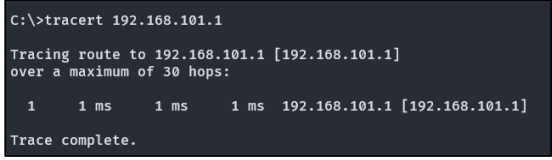 C:\>tracert 192.168.101.1
Tracing route to 192.168.101.1 [192.168.101.1]
over a maximum of 30 hops:
1 1 ms 1 ms 1 ms 192.168.101.1 [192.168.101.1]
Trace complete.